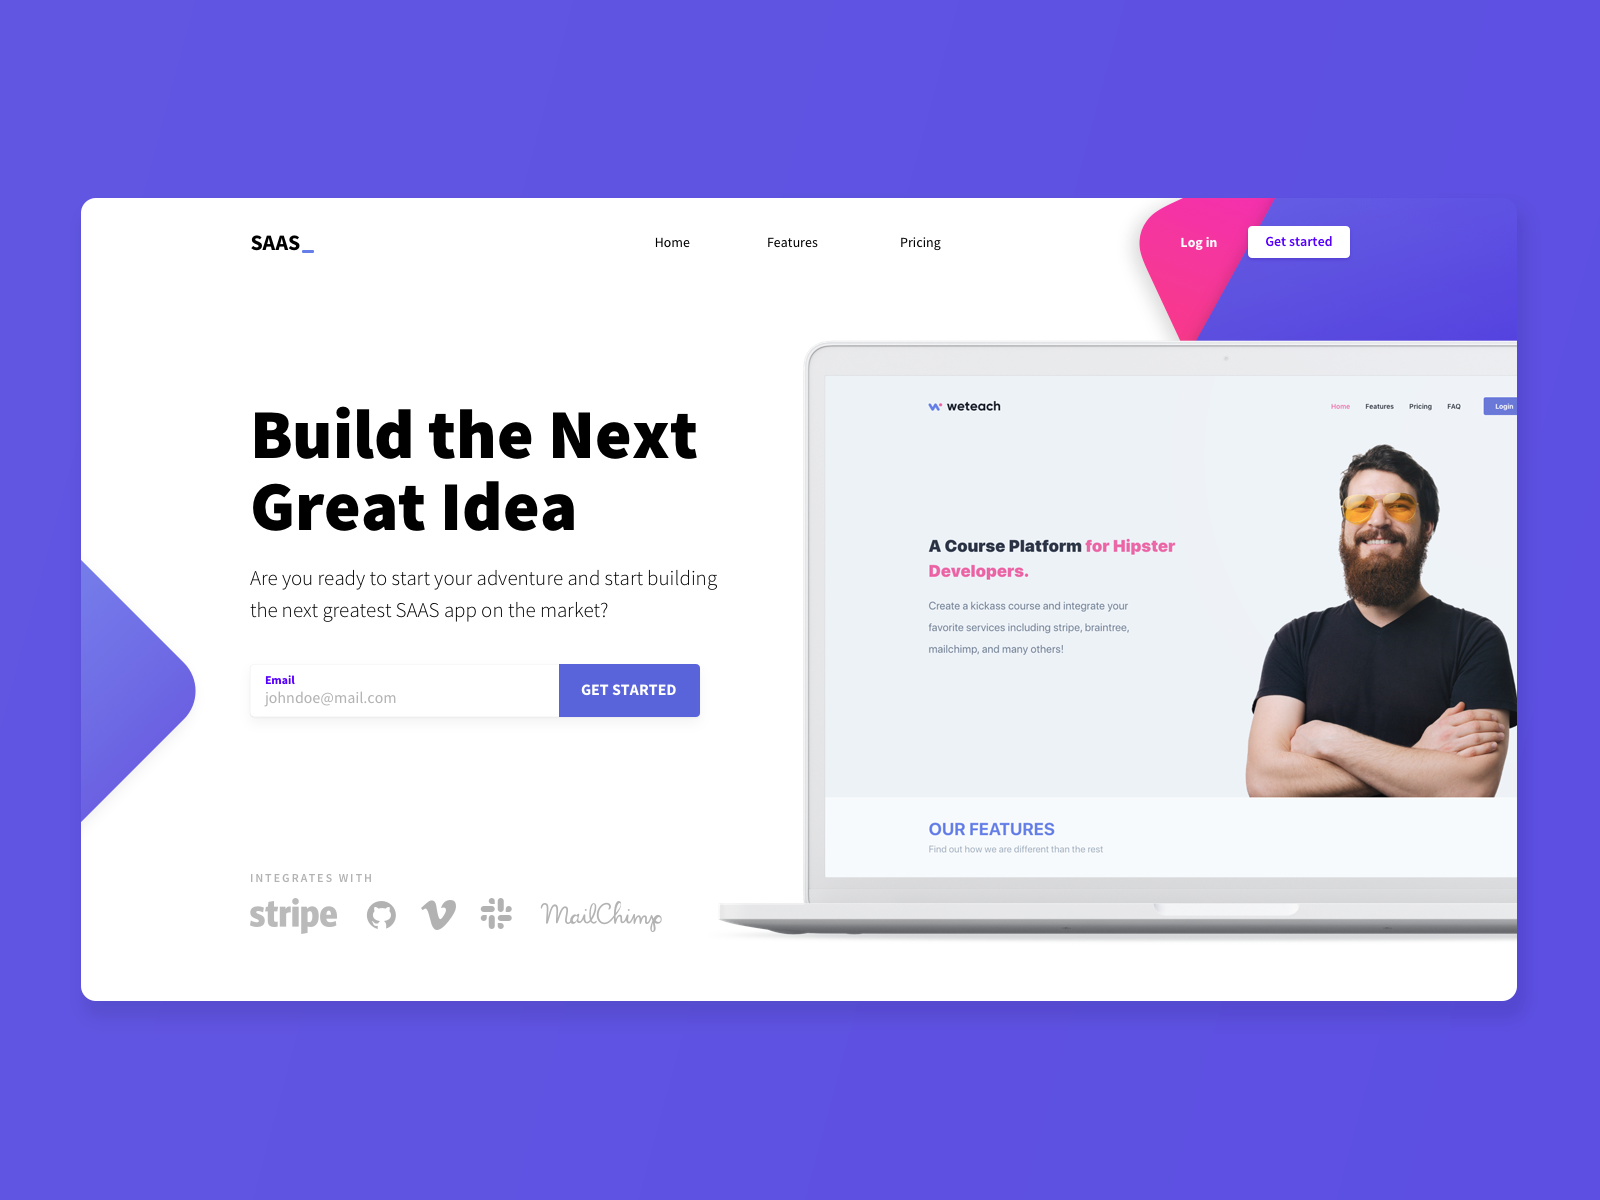 SAAS_
Home
Features
Pricing
Log in
Get started
Build the Next
Great Idea
Are you ready to start your adventure and start building
the next greatest SAAS app on the market?
Email
johndoe@mail.com
GET STARTED
INTEGRATES WITH
stripe
MailChimp
weteach
Home
Features
Pricing
FAQ
Login
A Course Platform for Hipster
Developers.
Create a kickass course and integrate your
favorite services including stripe, braintree,
mailchimp, and many others!
OUR FEATURES
Find out how we are different than the rest